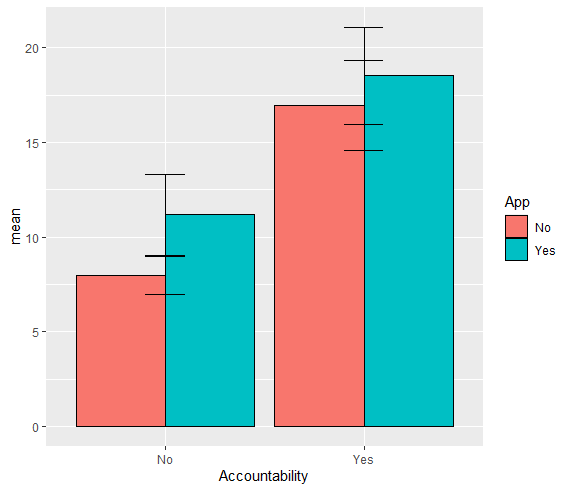 20
15
10
5
0
mean
No
Yes
Accountability
App
No
Yes